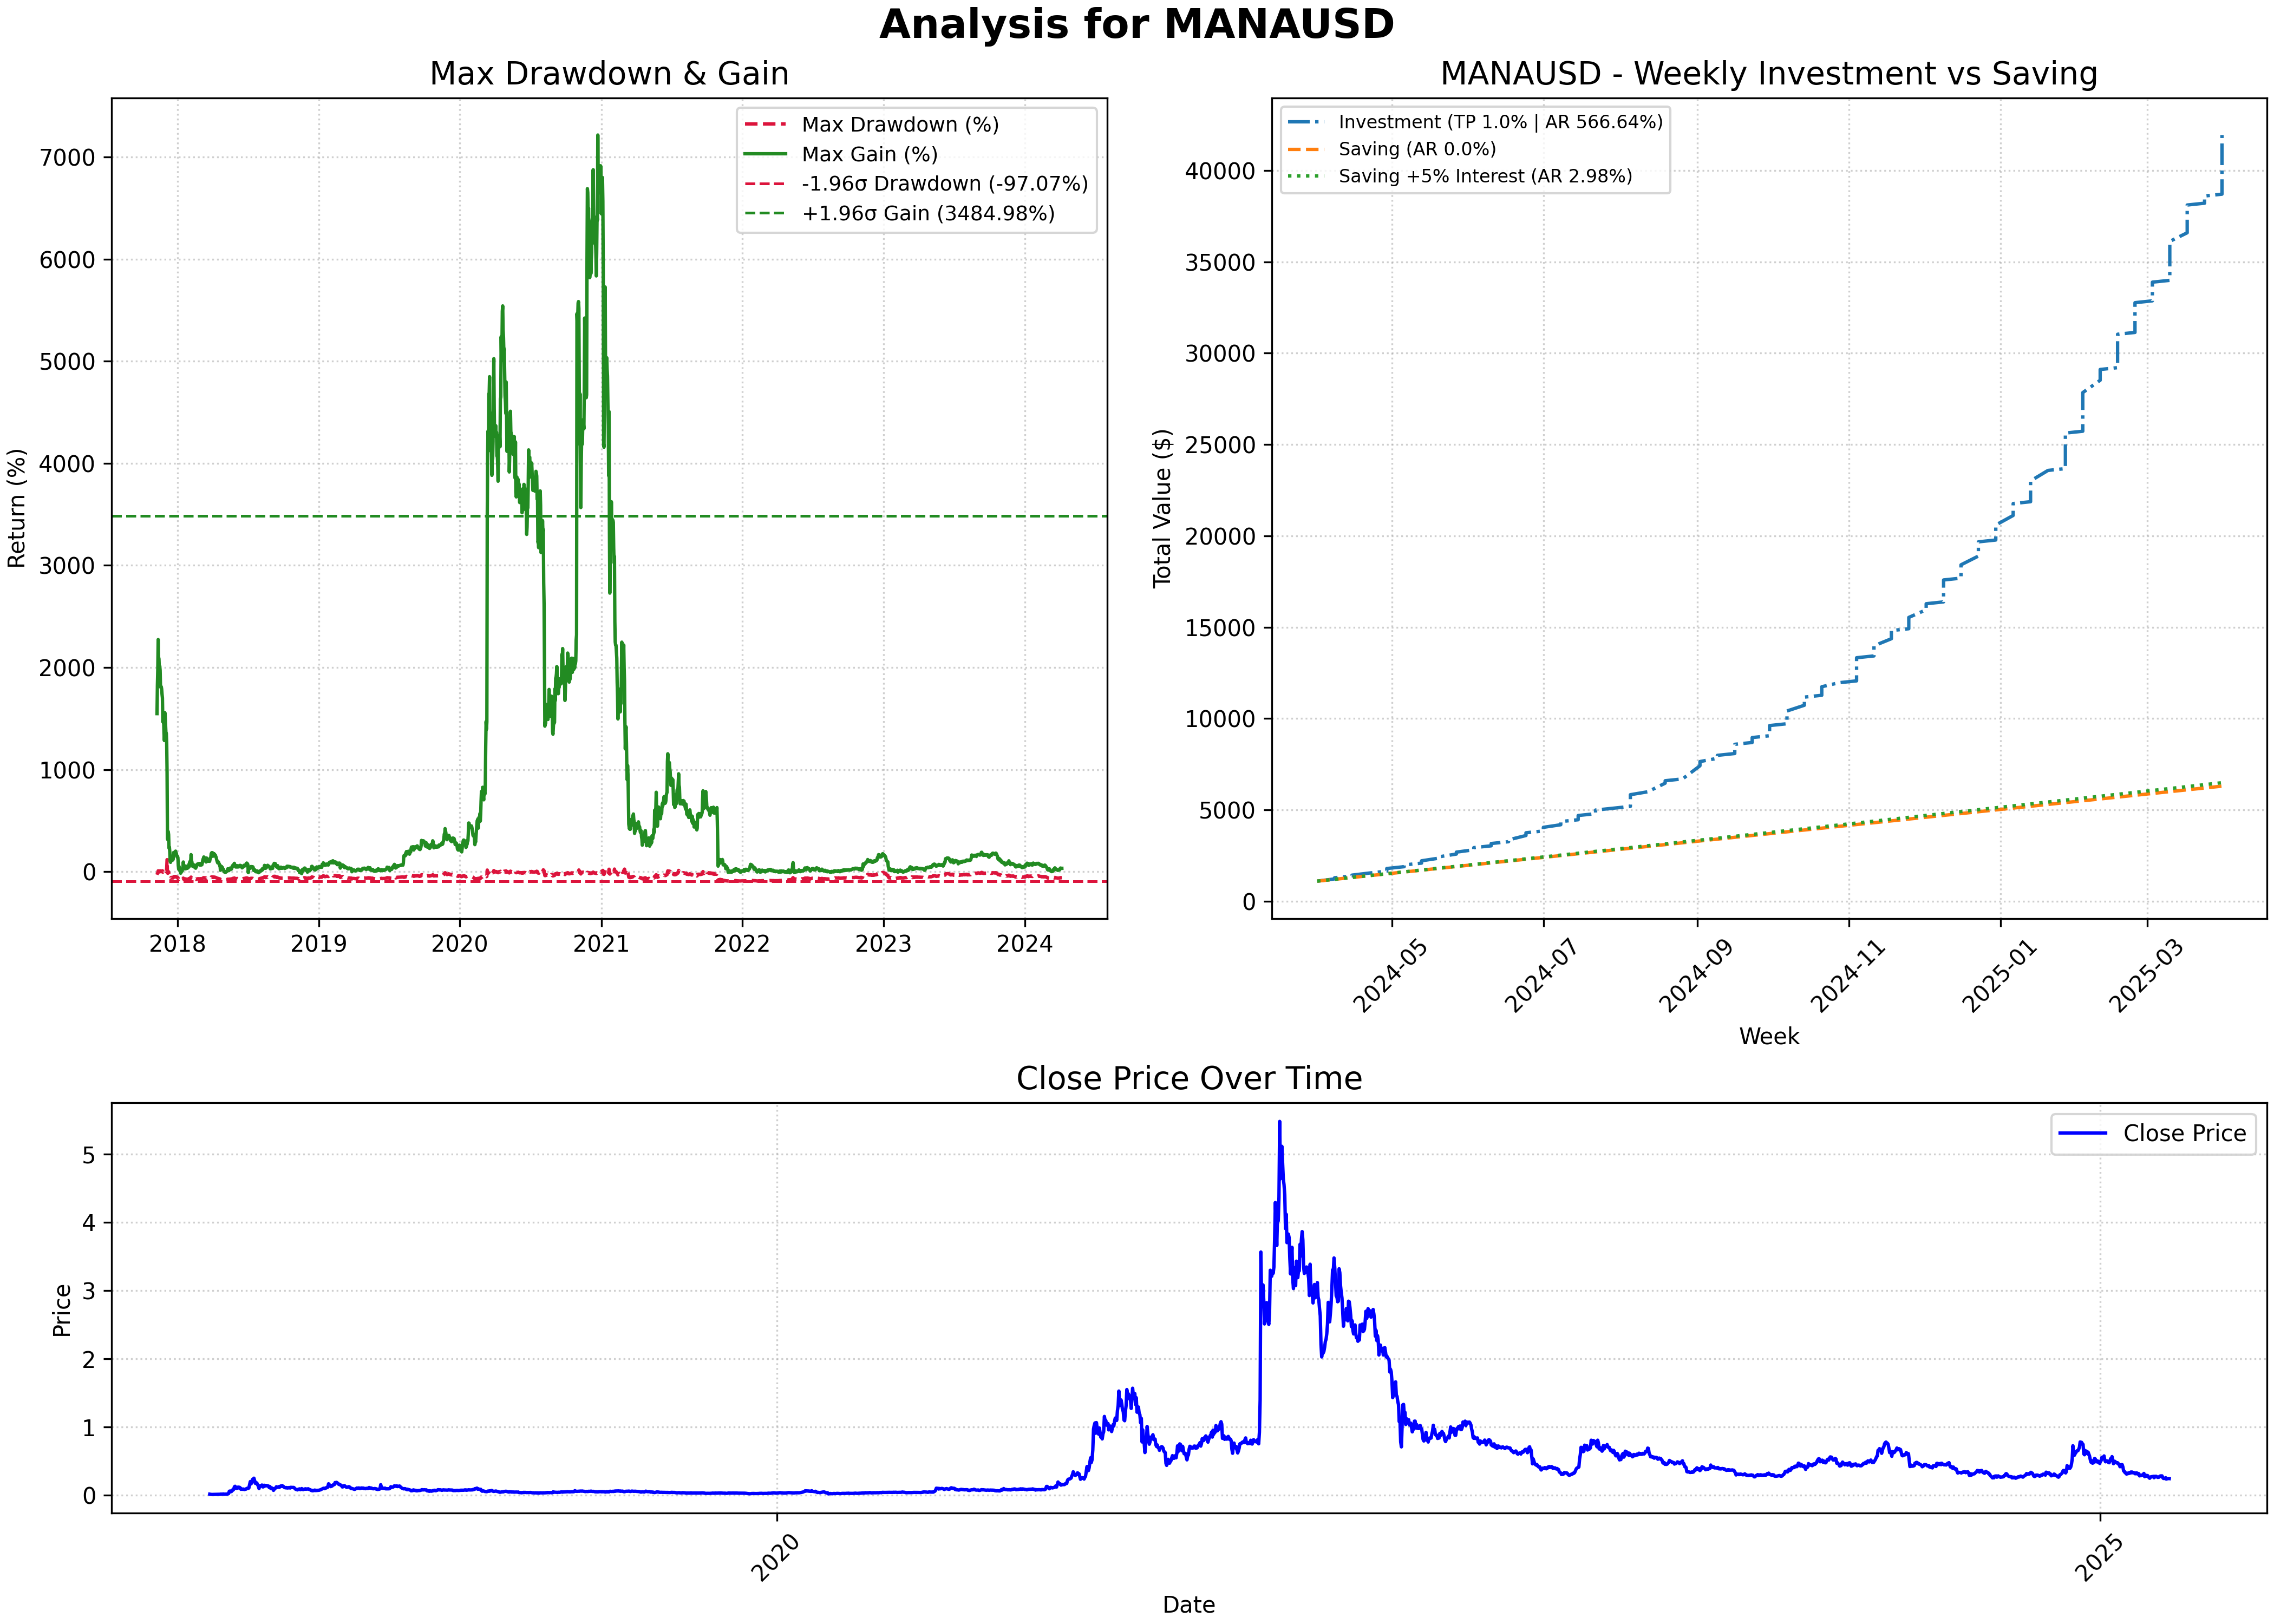 Analysis for MANAUSD
Max Drawdown & Gain
Max Drawdown (%)
Max Gain (%)
-1.96σ Drawdown (-97.07%)
+1.96σ Gain (3484.98%)
Return (%)
7000
6000
5000
4000
3000
2000
1000
0
2018 2019 2020 2021 2022 2023 2024
MANAUSD - Weekly Investment vs Saving
Investment (TP 1.0% | AR 566.64%)
Saving (AR 0.0%)
Saving +5% Interest (AR 2.98%)
Total Value ($)
40000
35000
30000
25000
20000
15000
10000
5000
0
2024-05 2024-07 2024-09 2024-11 2025-01 2025-03
Week
Close Price Over Time
Close Price
Price
5
4
3
2
1
0
2020 2025
Date